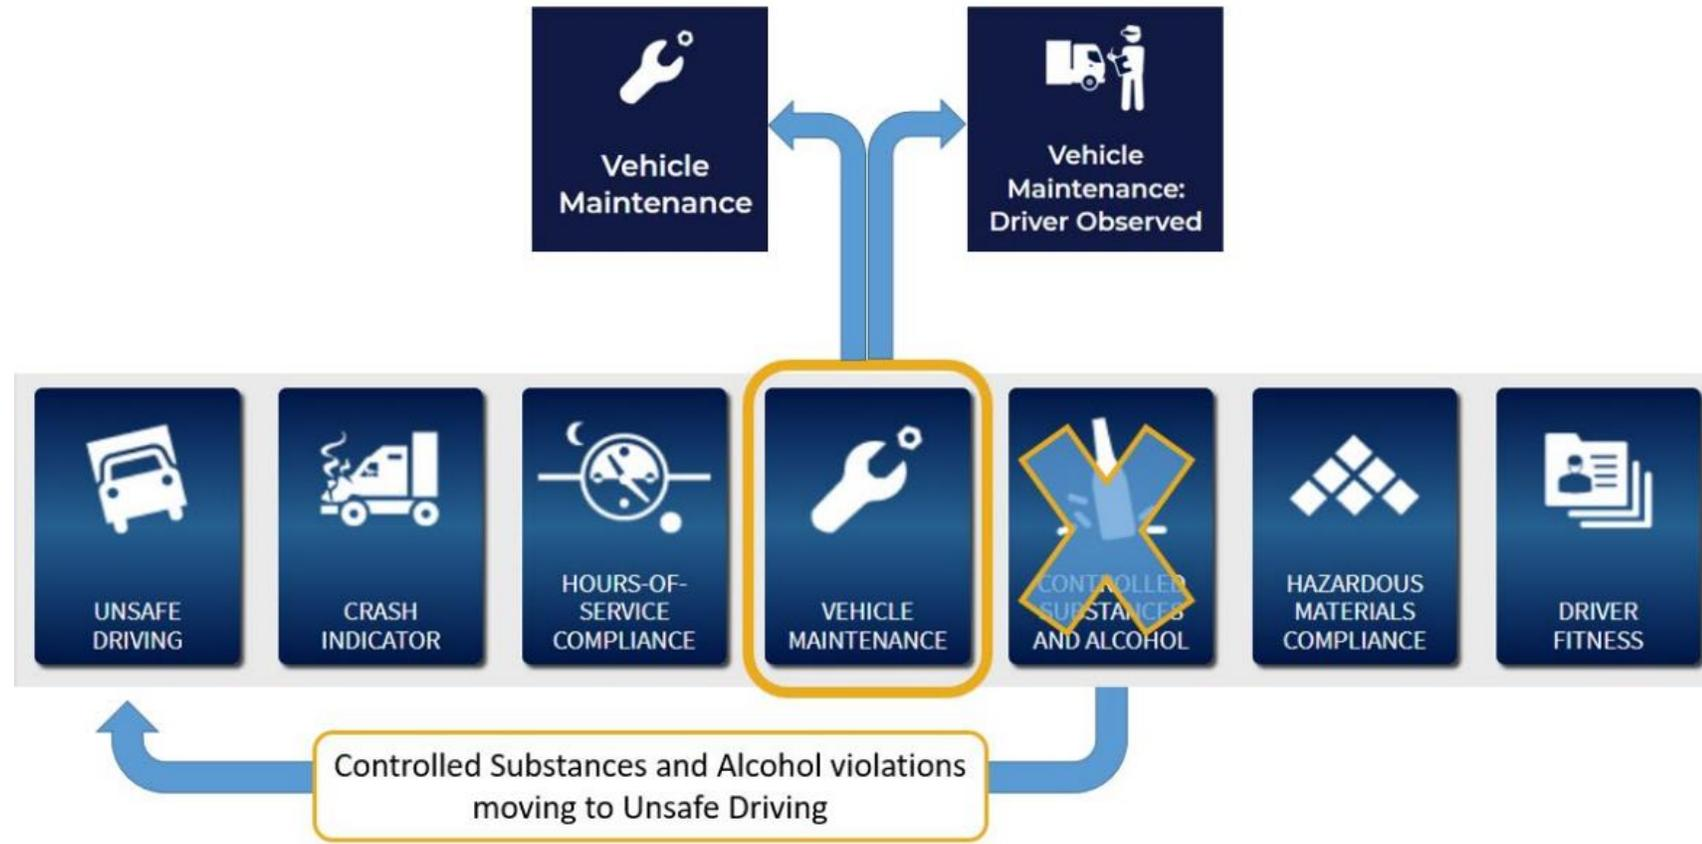 Vehicle
Maintenance
Vehicle
Maintenance:
Driver Observed
UNSAFE
DRIVING
CRASH
INDICATOR
HOURS-OF-
SERVICE
COMPLIANCE
VEHICLE
MAINTENANCE
CONTROLLED
SUBSTANCES
AND ALCOHOL
HAZARDOUS
MATERIALS
COMPLIANCE
DRIVER
FITNESS
Controlled Substances and Alcohol violations
moving to Unsafe Driving